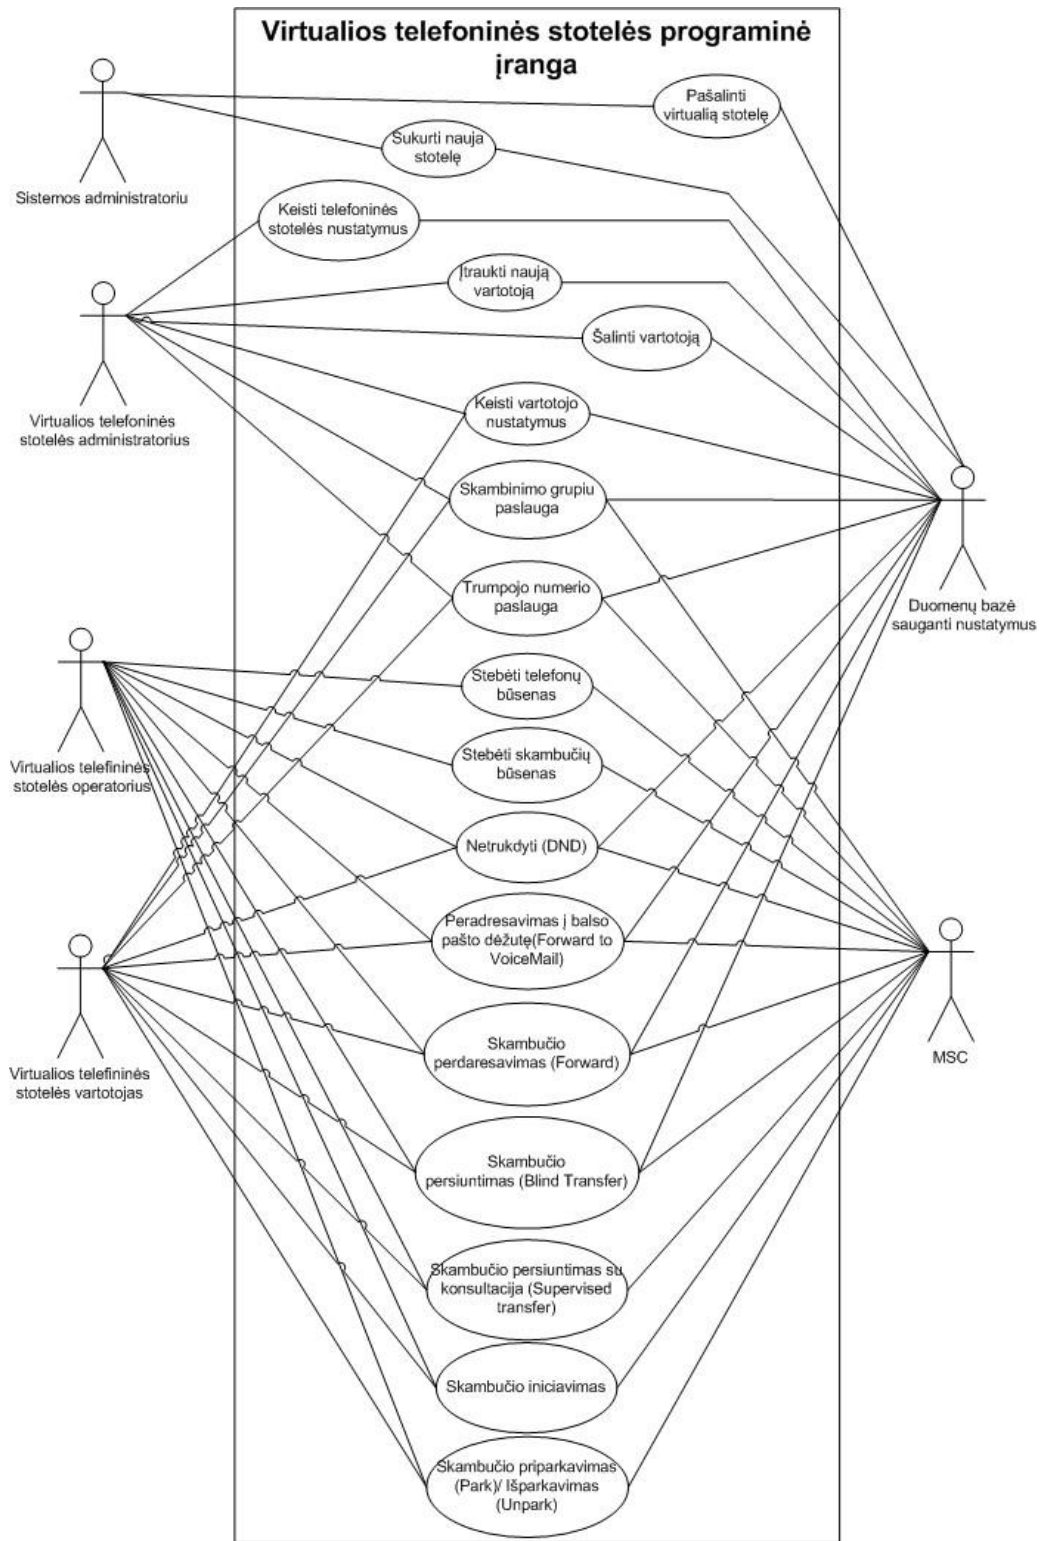 Virtualios telefoninės stotelės programinė
įranga
Pašalinti
virtualią stotelę
Sukurti nauja
stotelę
Sistemos administratoriu
Keisti telefoninės
stotelės nustatymus
Įtraukti naują
vartotoją
Šalinti vartotoją
Virtualios telefoninės
stotelės administratorius
Keisti vartotojo
nustatymus
Skambinimo grupiu
paslauga
Trumpojo numerio
paslauga
Duomenų bazė
sauganti nustatymus
Stebėti telefonų
būsenas
Virtualios telefininės
stotelės operatorius
Stebėti skambučių
būsenas
Netrukdyti (DND)
Peradresavimas į balso
pašto dėžutę(Forward to
VoiceMail)
Skambučio
perdaresavimas (Forward)
MSC
Virtualios telefininės
stotelės vartotojas
Skambučio
persiuntimas (Blind Transfer)
Skambučio persiuntimas su
konsultacija (Supervised
transfer)
Skambučio iniciavimas
Skambučio priparkavimas
(Park)/ Išparkavimas
(Unpark)